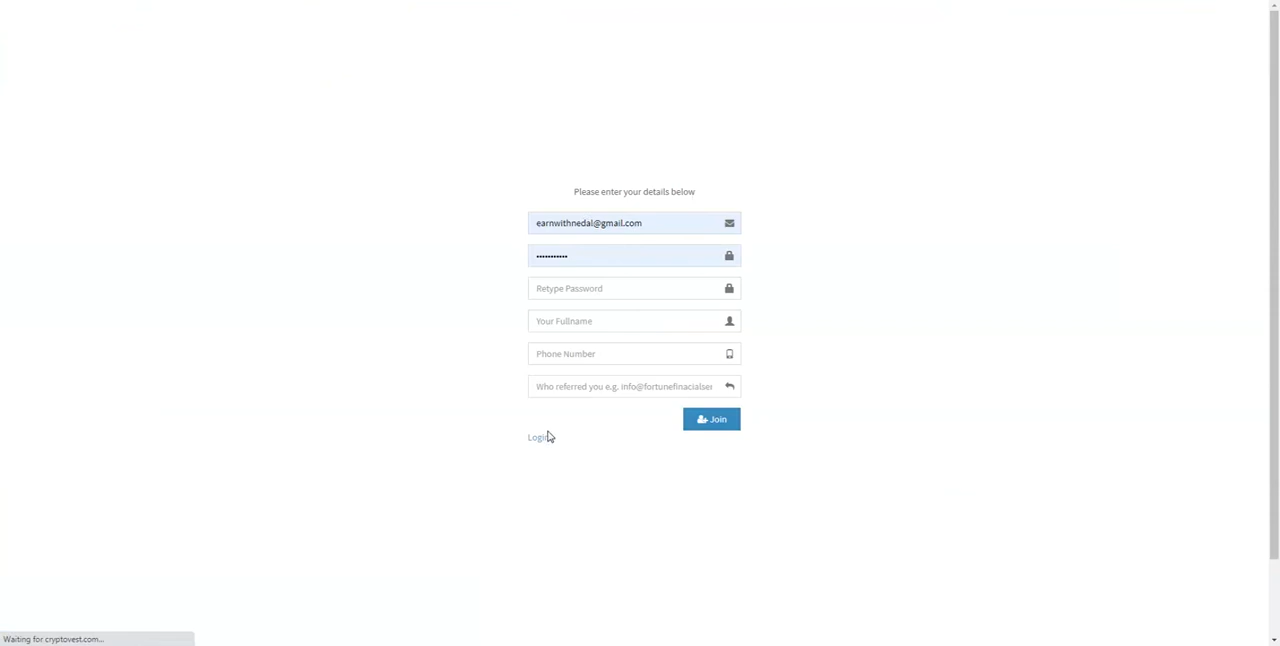 Please enter your details below
earnwithnedal@gmail.com
•••••••••••
Retype Password
Your Fullname
Phone Number
Who referred you e.g. info@fortunefinacialser
Join
Login
Waiting for cryptovest.com...